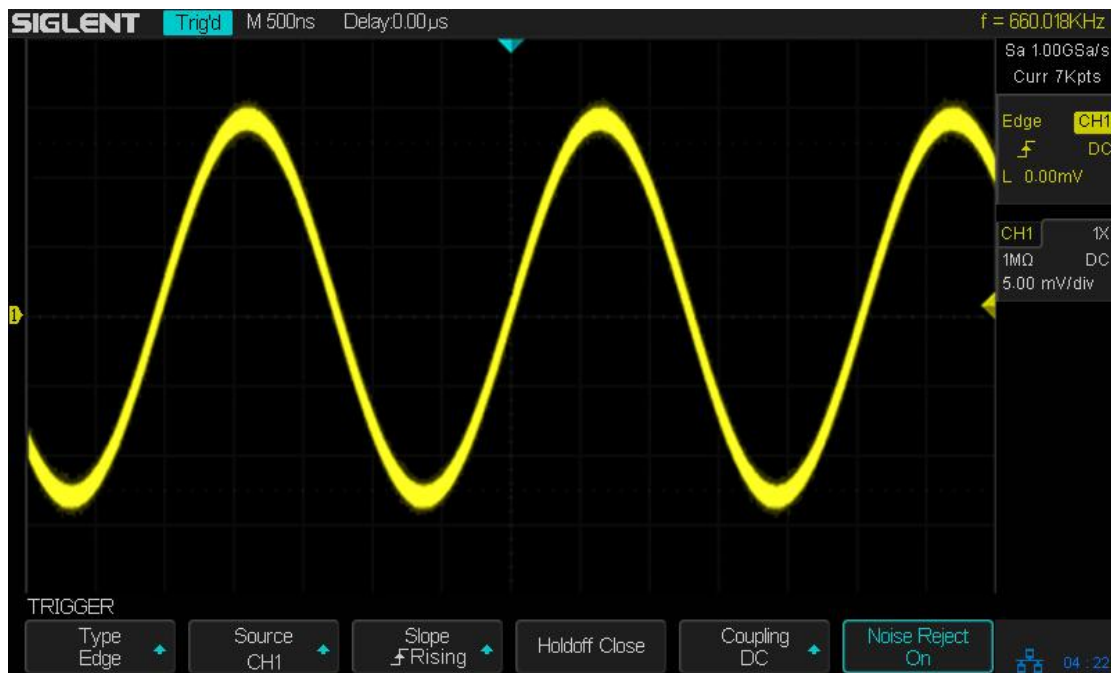 SIGLENT Trig'd M 500ns Delay:0.00µs f = 660.018KHz
Sa 1.00GSa/s
Curr 7Kpts
Edge CH1
DC
L 0.00mV
CH1 1X
1MΩ DC
5.00 mV/div
1
TRIGGER
Type
Edge
Source
CH1
Slope
Rising
Holdoff Close
Coupling
DC
Noise Reject
On
04 : 22